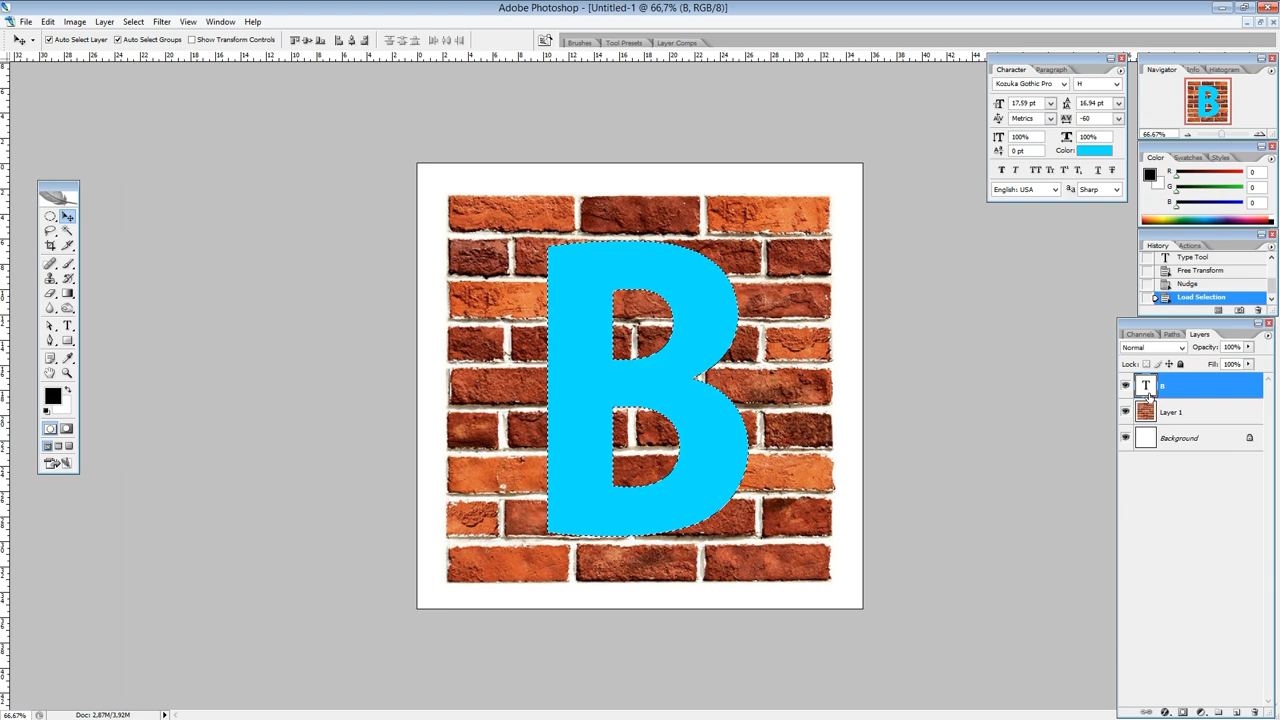 Adobe Photoshop - [Untitled-1 @ 66,7% (B, RGB/8)]
File Edit Image Layer Select Filter View Window Help
Auto Select Layer Auto Select Groups Show Transform Controls
Brushes Tool Presets Layer Comps
Character Paragraph
Kozuka Gothic Pro H
17,59 pt 16,94 pt
Metrics -60
100% 100%
0 pt Color:
English: USA Sharp
Navigator Info Histogram
66.67%
Color Swatches Styles
R 0
G 0
B 0
History Actions
Type Tool
Free Transform
Nudge
Load Selection
Channels Paths Layers
Normal Opacity: 100%
Lock: Fill: 100%
T B
Layer 1
Background
B
66,67% Doc: 2,87M/3,92M